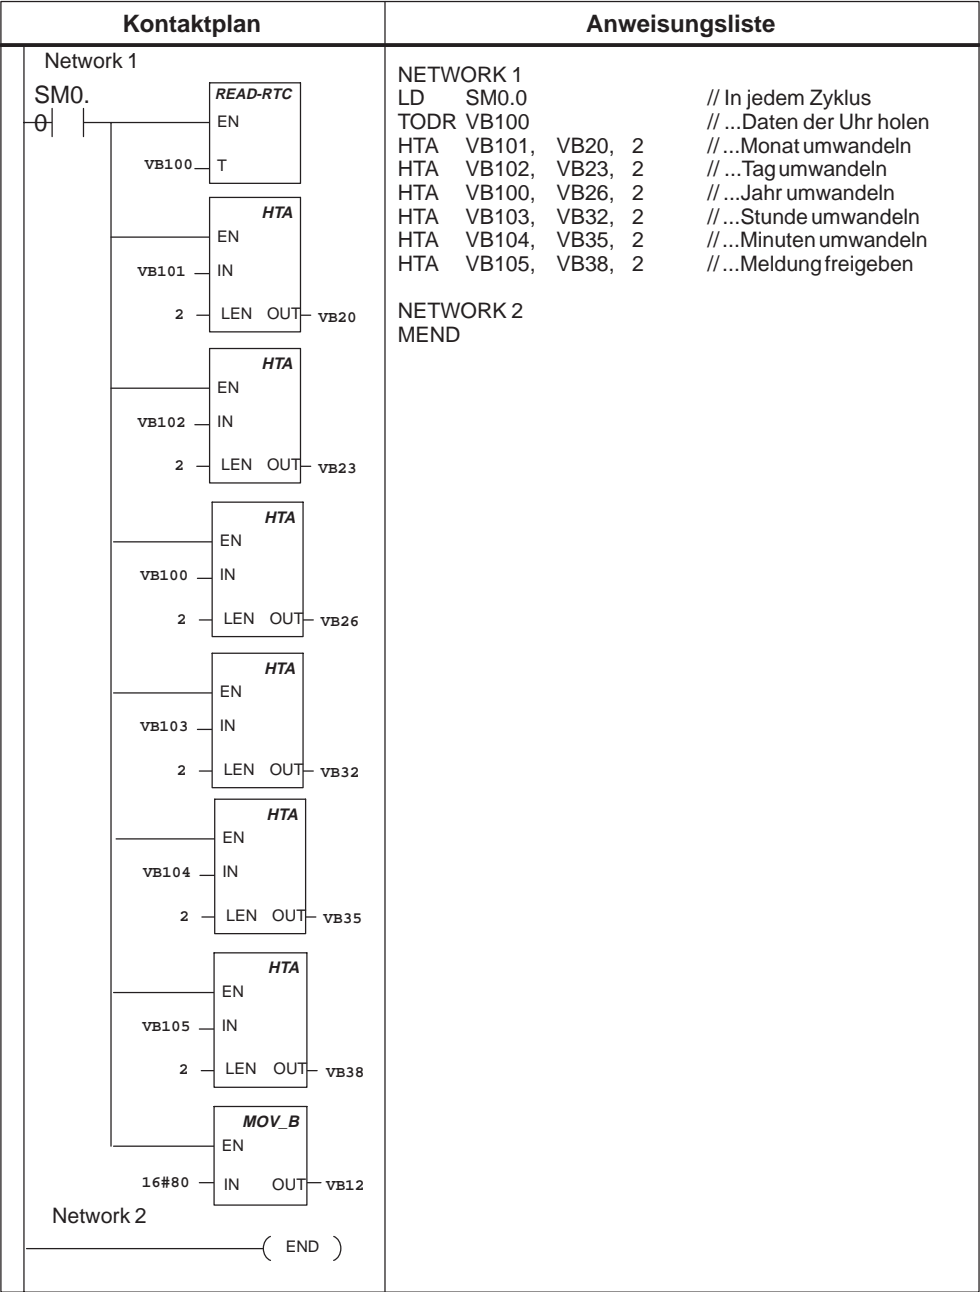 Kontaktplan
Network 1
SM0.
0
READ-RTC
EN
VB100 T
HTA
EN
VB101 IN
2 LEN OUT VB20
HTA
EN
VB102 IN
2 LEN OUT VB23
HTA
EN
VB100 IN
2 LEN OUT VB26
HTA
EN
VB103 IN
2 LEN OUT VB32
HTA
EN
VB104 IN
2 LEN OUT VB35
HTA
EN
VB105 IN
2 LEN OUT VB38
MOV_B
EN
16#80 IN OUT VB12
Network 2
( END )
Anweisungsliste
NETWORK 1
LD SM0.0 // In jedem Zyklus
TODR VB100 // ...Daten der Uhr holen
HTA VB101, VB20, 2 // ...Monat umwandeln
HTA VB102, VB23, 2 // ...Tag umwandeln
HTA VB100, VB26, 2 // ...Jahr umwandeln
HTA VB103, VB32, 2 // ...Stunde umwandeln
HTA VB104, VB35, 2 // ...Minuten umwandeln
HTA VB105, VB38, 2 // ...Meldung freigeben
NETWORK 2
MEND